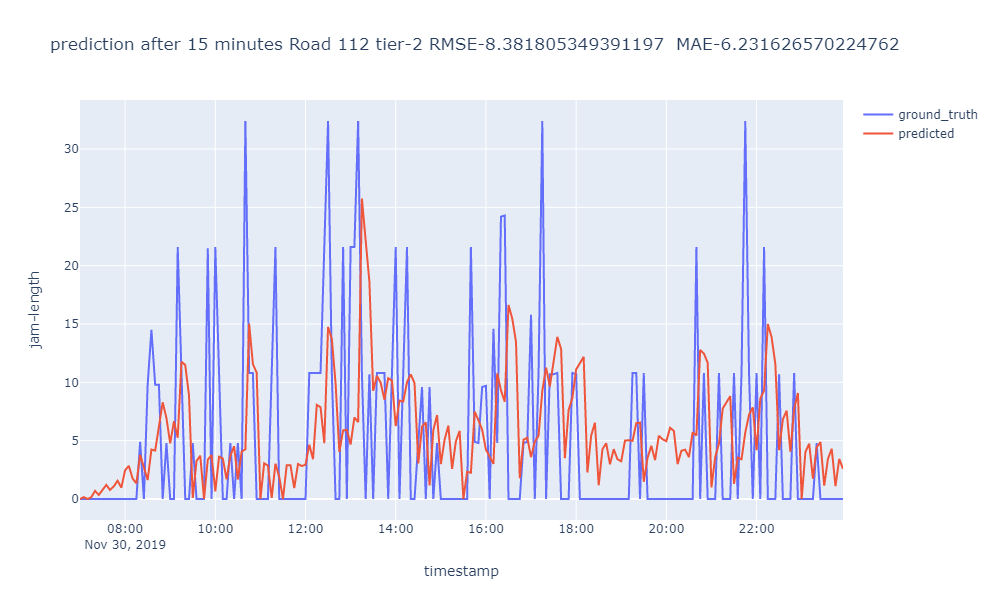 prediction after 15 minutes Road 112 tier-2 RMSE-8.381805349391197 MAE-6.231626570224762
ground_truth
predicted
jam-length
30
25
20
15
10
5
0
08:00 10:00 12:00 14:00 16:00 18:00 20:00 22:00
Nov 30, 2019
timestamp